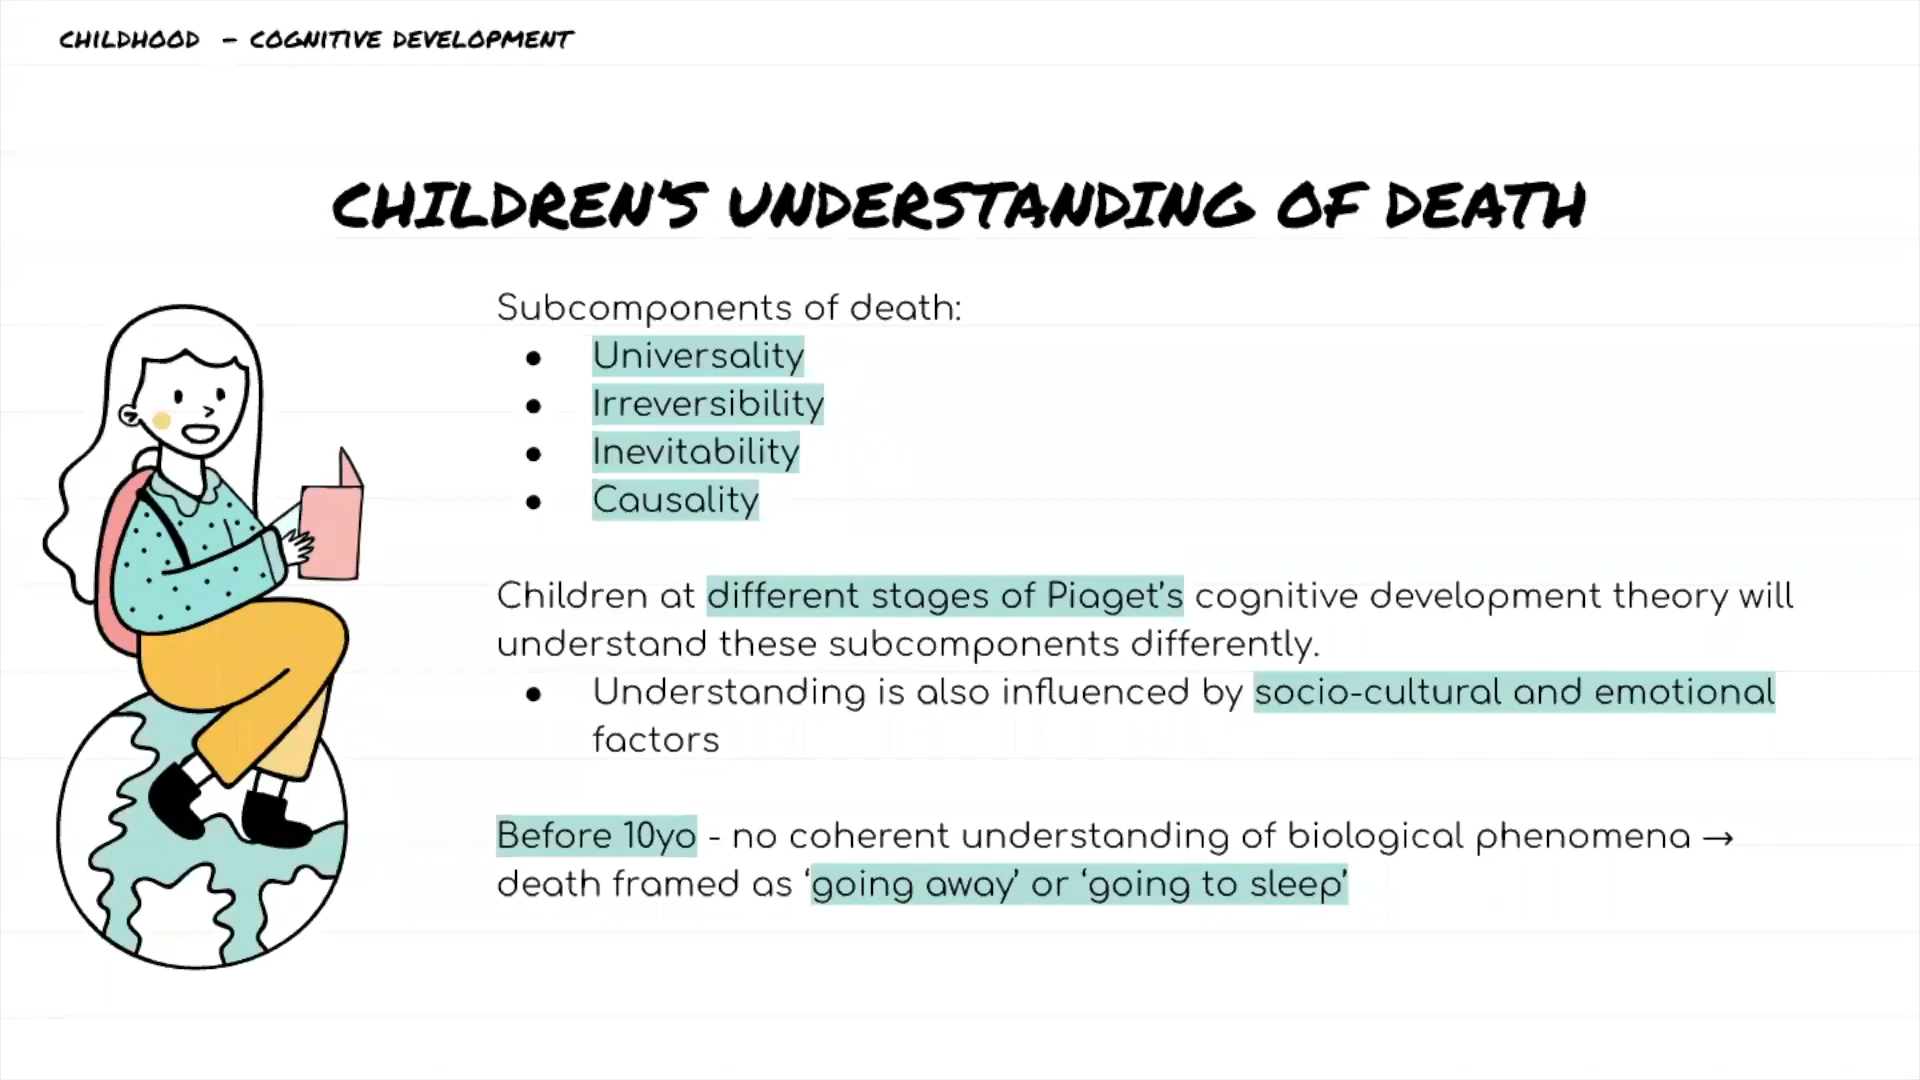 CHILDHOOD - COGNITIVE DEVELOPMENT
CHILDREN'S UNDERSTANDING OF DEATH
Subcomponents of death:
● Universality
● Irreversibility
● Inevitability
● Causality
Children at different stages of Piaget's cognitive development theory will
understand these subcomponents differently.
● Understanding is also influenced by socio-cultural and emotional
factors
Before 10yo - no coherent understanding of biological phenomena →
death framed as ‘going away’ or ‘going to sleep’